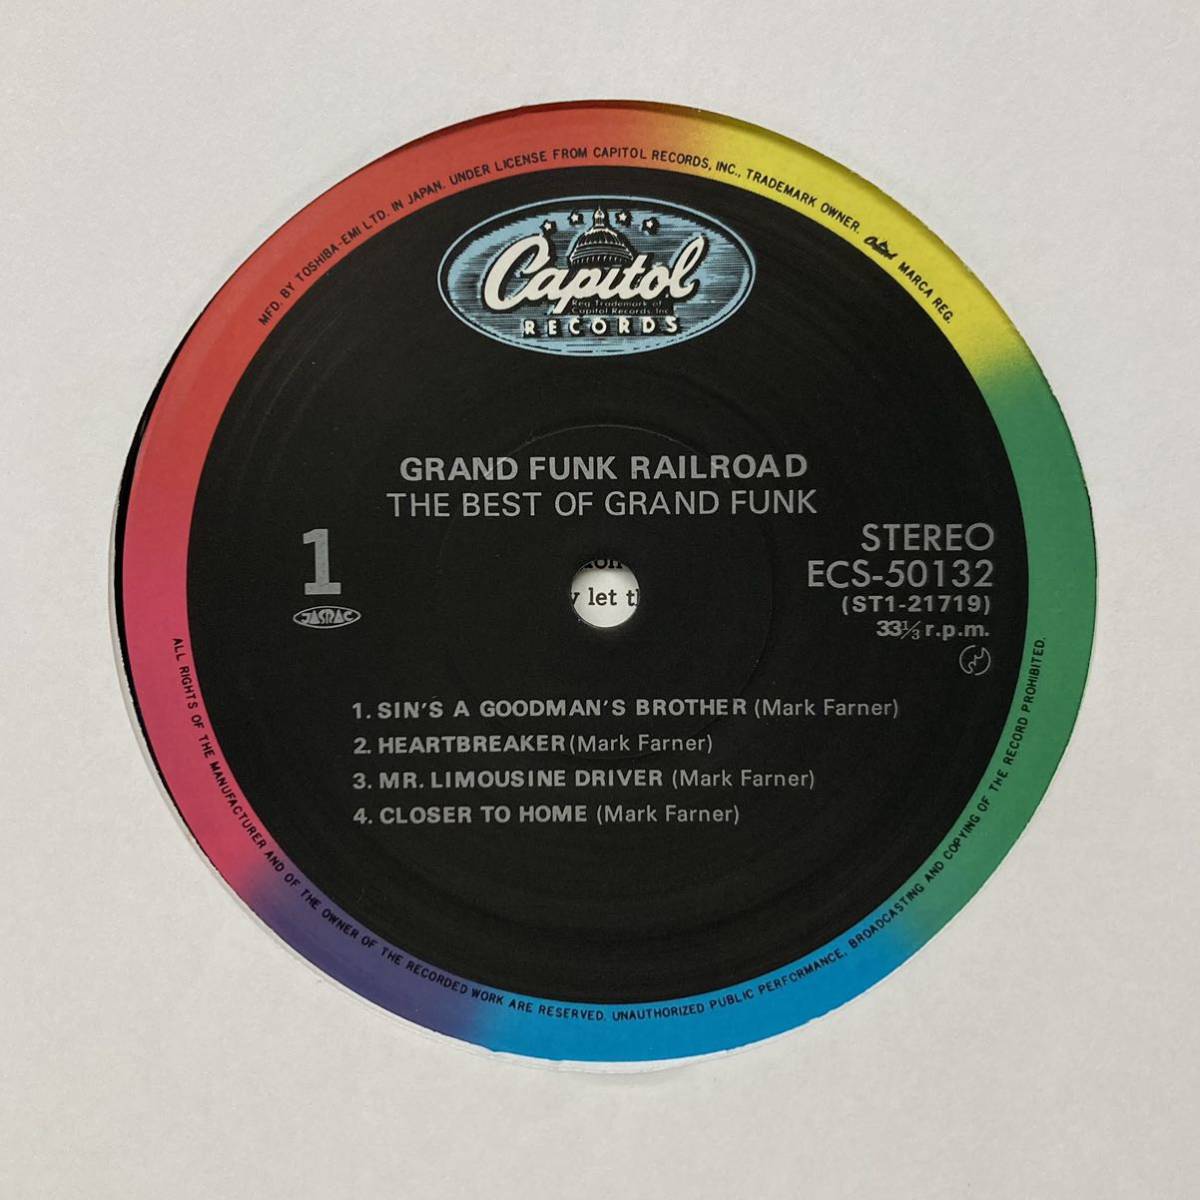 MFD. BY TOSHIBA-EMI LTD. IN JAPAN. UNDER LICENSE FROM CAPITOL RECORDS, INC., TRADEMARK OWNER. Capitol MARCA REG.
Capitol
Reg. Trademark of
Capitol Records, Inc.
RECORDS
GRAND FUNK RAILROAD
THE BEST OF GRAND FUNK
1
JASRAC
STEREO
ECS-50132
(ST1-21719)
33⅓ r.p.m.
y let th
1. SIN'S A GOODMAN'S BROTHER (Mark Farner)
2. HEARTBREAKER (Mark Farner)
3. MR. LIMOUSINE DRIVER (Mark Farner)
4. CLOSER TO HOME (Mark Farner)
ALL RIGHTS OF THE MANUFACTURER AND OF THE OWNER OF THE RECORDED WORK ARE RESERVED. UNAUTHORIZED PUBLIC PERFORMANCE, BROADCASTING AND COPYING OF THE RECORD PROHIBITED.